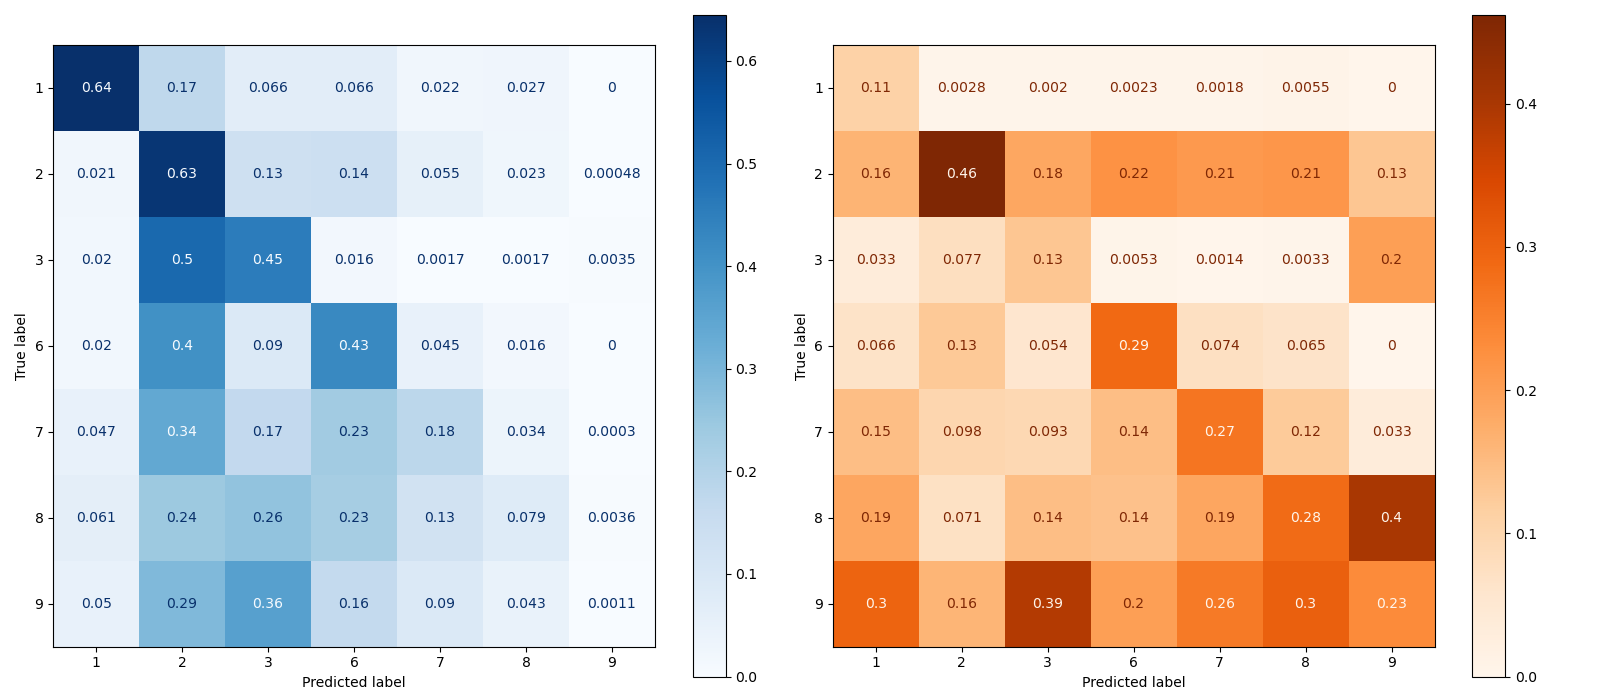 1 0.64 0.17 0.066 0.066 0.022 0.027 0
2 0.021 0.63 0.13 0.14 0.055 0.023 0.00048
3 0.02 0.5 0.45 0.016 0.0017 0.0017 0.0035
6 0.02 0.4 0.09 0.43 0.045 0.016 0
7 0.047 0.34 0.17 0.23 0.18 0.034 0.0003
8 0.061 0.24 0.26 0.23 0.13 0.079 0.0036
9 0.05 0.29 0.36 0.16 0.09 0.043 0.0011
1 2 3 6 7 8 9
Predicted label
True label
0.6
0.5
0.4
0.3
0.2
0.1
0.0
1 0.11 0.0028 0.002 0.0023 0.0018 0.0055 0
2 0.16 0.46 0.18 0.22 0.21 0.21 0.13
3 0.033 0.077 0.13 0.0053 0.0014 0.0033 0.2
6 0.066 0.13 0.054 0.29 0.074 0.065 0
7 0.15 0.098 0.093 0.14 0.27 0.12 0.033
8 0.19 0.071 0.14 0.14 0.19 0.28 0.4
9 0.3 0.16 0.39 0.2 0.26 0.3 0.23
1 2 3 6 7 8 9
Predicted label
True label
0.4
0.3
0.2
0.1
0.0